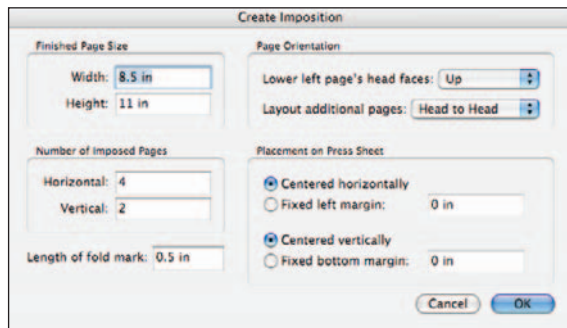 Create Imposition
Finished Page Size
Width: 8.5 in
Height: 11 in
Page Orientation
Lower left page's head faces: Up
Layout additional pages: Head to Head
Number of Imposed Pages
Horizontal: 4
Vertical: 2
Length of fold mark: 0.5 in
Placement on Press Sheet
Centered horizontally
Fixed left margin: 0 in
Centered vertically
Fixed bottom margin: 0 in
Cancel OK